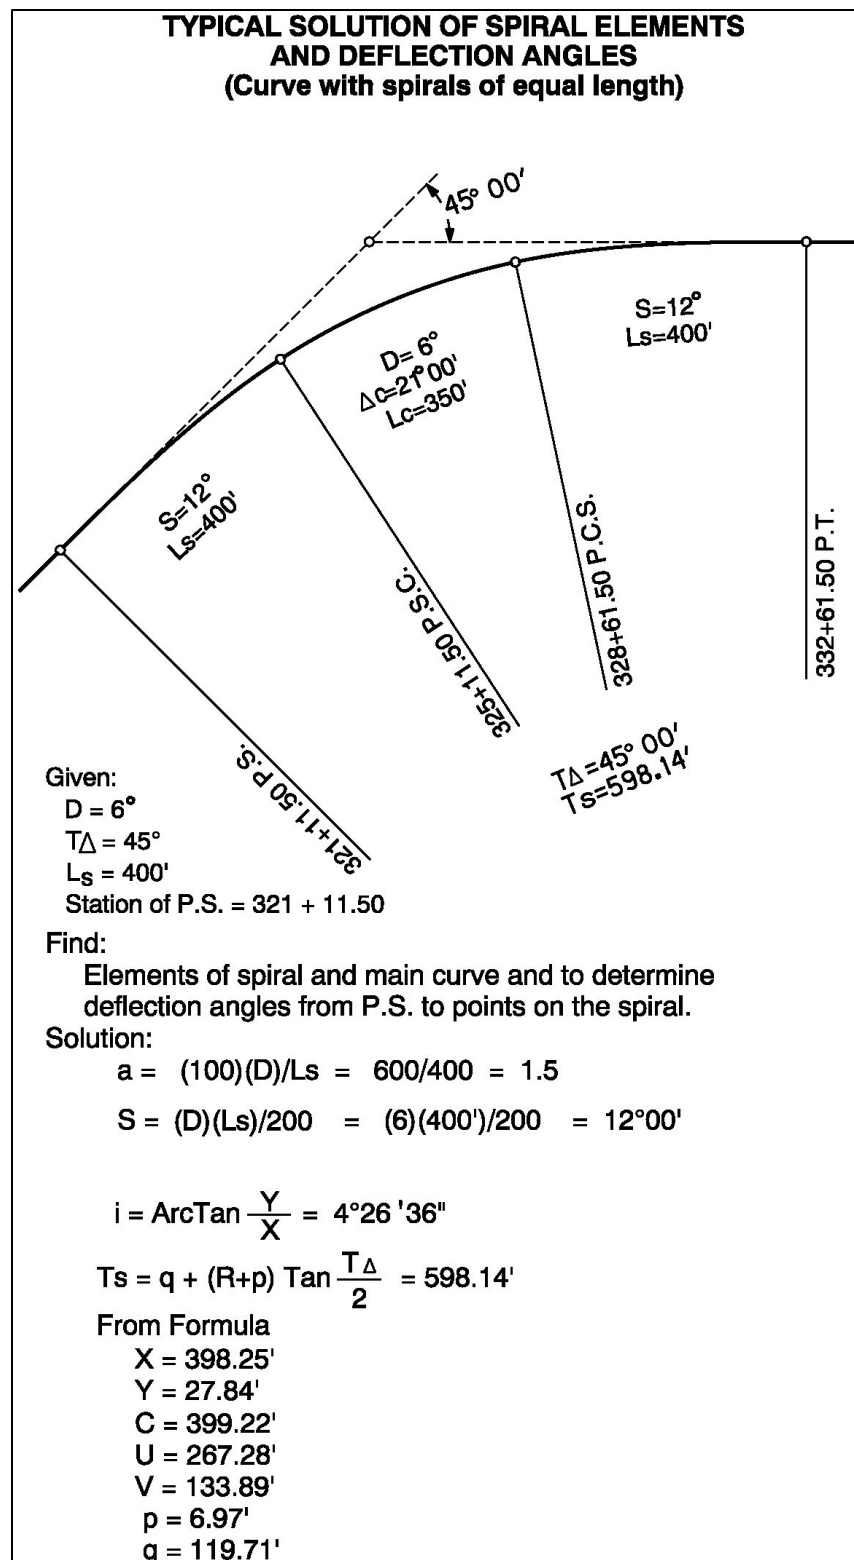 TYPICAL SOLUTION OF SPIRAL ELEMENTS
AND DEFLECTION ANGLES
(Curve with spirals of equal length)
45° 00'
S=12°
Ls=400'
D= 6°
Δc=21°00'
Lc=350'
S=12°
Ls=400'
321+11.50 P.S.
325+11.50 P.S.C.
328+61.50 P.C.S.
332+61.50 P.T.
TΔ=45° 00'
Ts=598.14'
Given:
D = 6°
TΔ = 45°
Ls = 400'
Station of P.S. = 321 + 11.50
Find:
Elements of spiral and main curve and to determine
deflection angles from P.S. to points on the spiral.
Solution:
a = (100)(D)/Ls = 600/400 = 1.5
S = (D)(Ls)/200 = (6)(400')/200 = 12°00'
i = ArcTan Y/X = 4°26 '36"
Ts = q + (R+p) Tan TΔ/2 = 598.14'
From Formula
X = 398.25'
Y = 27.84'
C = 399.22'
U = 267.28'
V = 133.89'
p = 6.97'
q = 119.71'